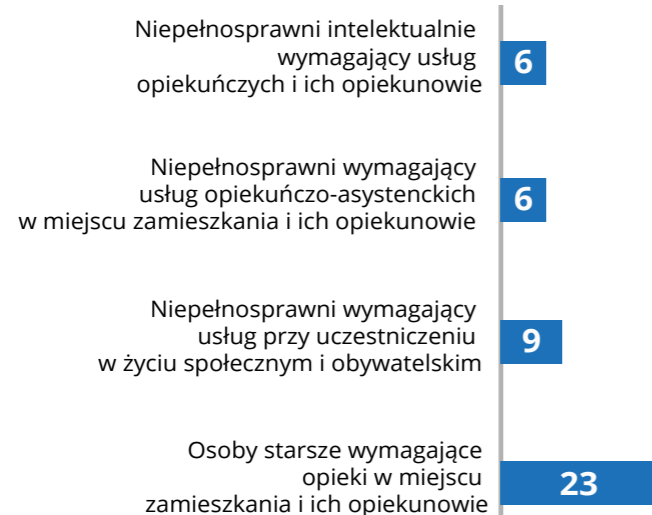 Niepełnosprawni intelektualnie
wymagający usług
opiekuńczych i ich opiekunowie
6
Niepełnosprawni wymagający
usług opiekuńczo-asystenckich
w miejscu zamieszkania i ich opiekunowie
6
Niepełnosprawni wymagający
usług przy uczestniczeniu
w życiu społecznym i obywatelskim
9
Osoby starsze wymagające
opieki w miejscu
zamieszkania i ich opiekunowie
23